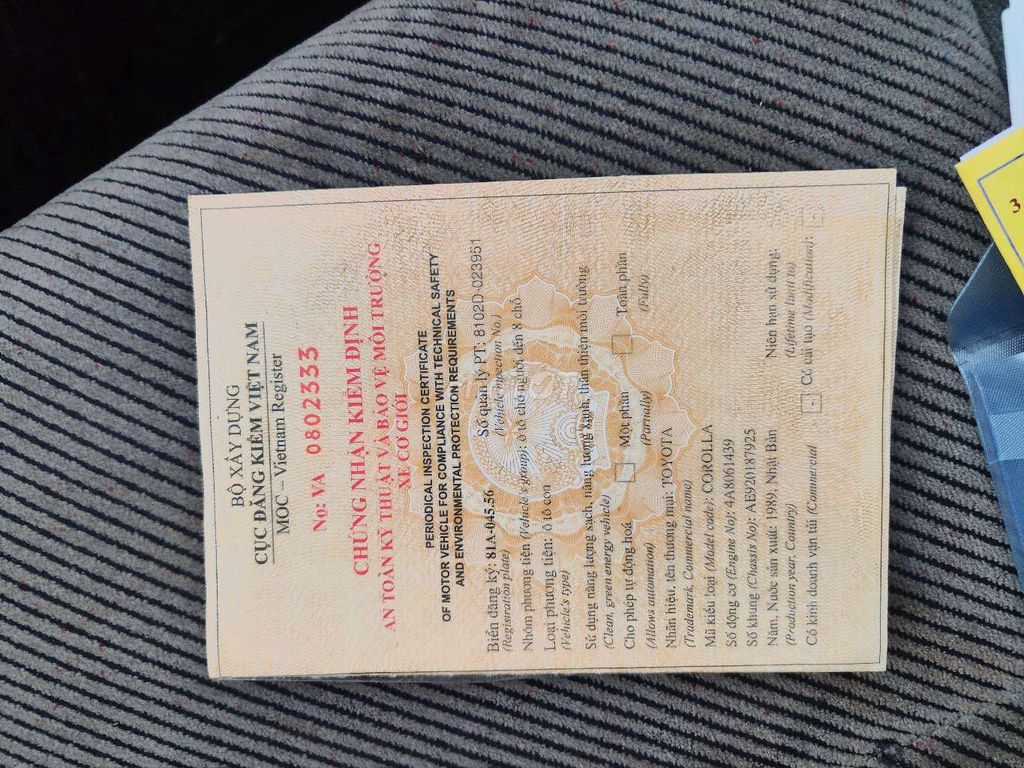 BỘ XÂY DỰNG
CỤC ĐĂNG KIỂM VIỆT NAM
MOC – Vietnam Register
No: VA 0802333
CHỨNG NHẬN KIỂM ĐỊNH
AN TOÀN KỸ THUẬT VÀ BẢO VỆ MÔI TRƯỜNG
XE CƠ GIỚI
PERIODICAL INSPECTION CERTIFICATE
OF MOTOR VEHICLE FOR COMPLIANCE WITH TECHNICAL SAFETY
AND ENVIRONMENTAL PROTECTION REQUIREMENTS
Biển đăng ký: 81A-045.56 Số quản lý PT: 8102D-023951
(Registration plate) (Vehicle inpection No.)
Nhóm phương tiện (Vehicle's group): ô tô chở người đến 8 chỗ
Loại phương tiện: ô tô con
(Vehicle's type)
Sử dụng năng lượng sạch, năng lượng xanh, thân thiện môi trường
(Clean, green energy vehicle)
Cho phép tự động hoá Một phần Toàn phần
(Allows automation) (Partially) (Fully)
Nhãn hiệu, tên thương mại: TOYOTA
(Trademark, Commercial name)
Mã kiểu loại (Model code): COROLLA
Số động cơ (Engine No): 4A8061439
Số khung (Chassis No): AE920187925
Năm, Nước sản xuất: 1989, Nhật Bản Niên hạn sử dụng:
(Production year, Country) (Lifetime limit to)
Có kinh doanh vận tải (Commercial - Có cải tạo (Modification): -
3